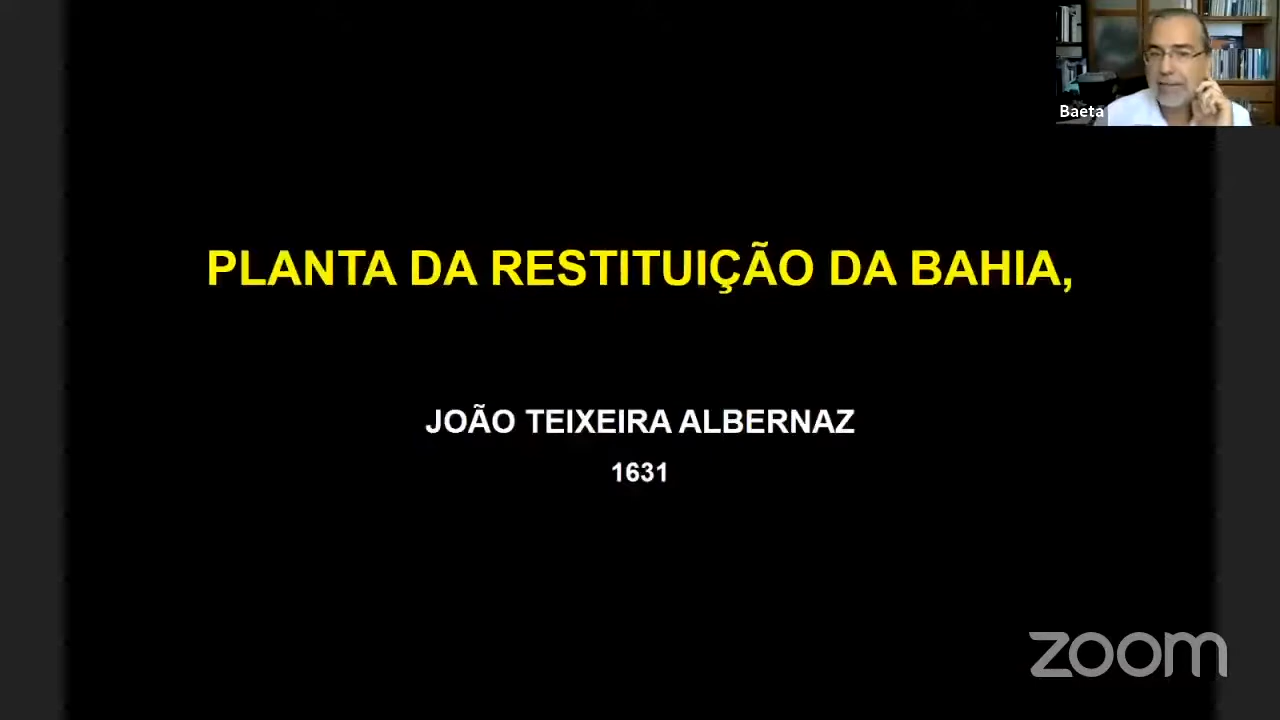 Baeta
PLANTA DA RESTITUIÇÃO DA BAHIA,
JOÃO TEIXEIRA ALBERNAZ
1631
zoom